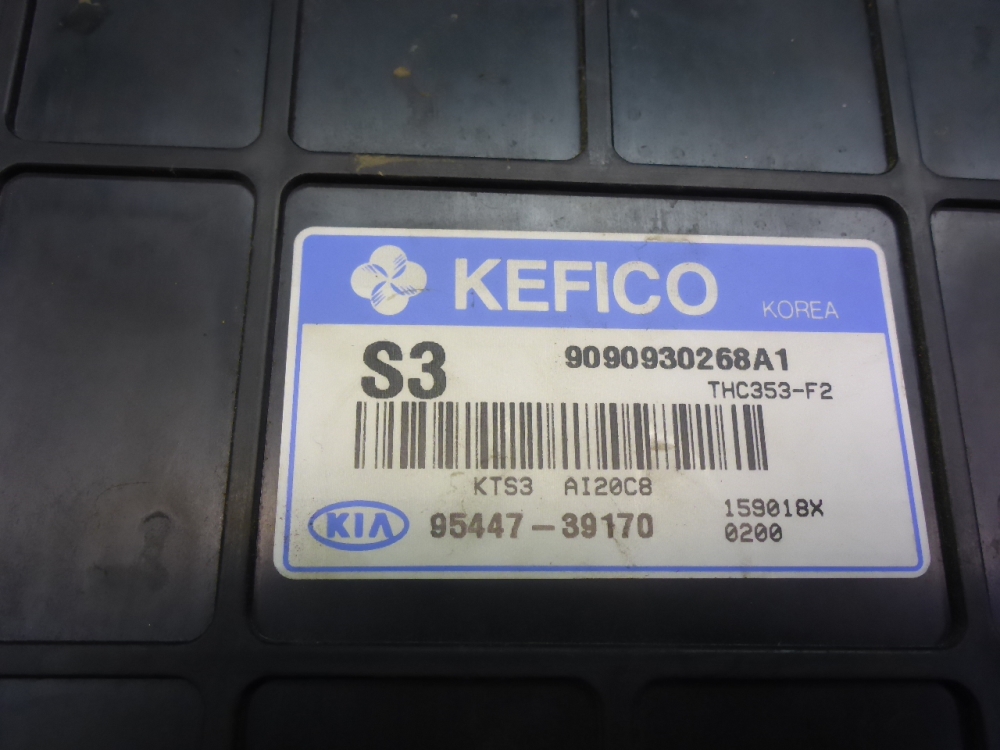 KEFICO KOREA
S3 9090930268A1
THC353-F2
KTS3 AI20C8
KIA 95447-39170 159018X
0200